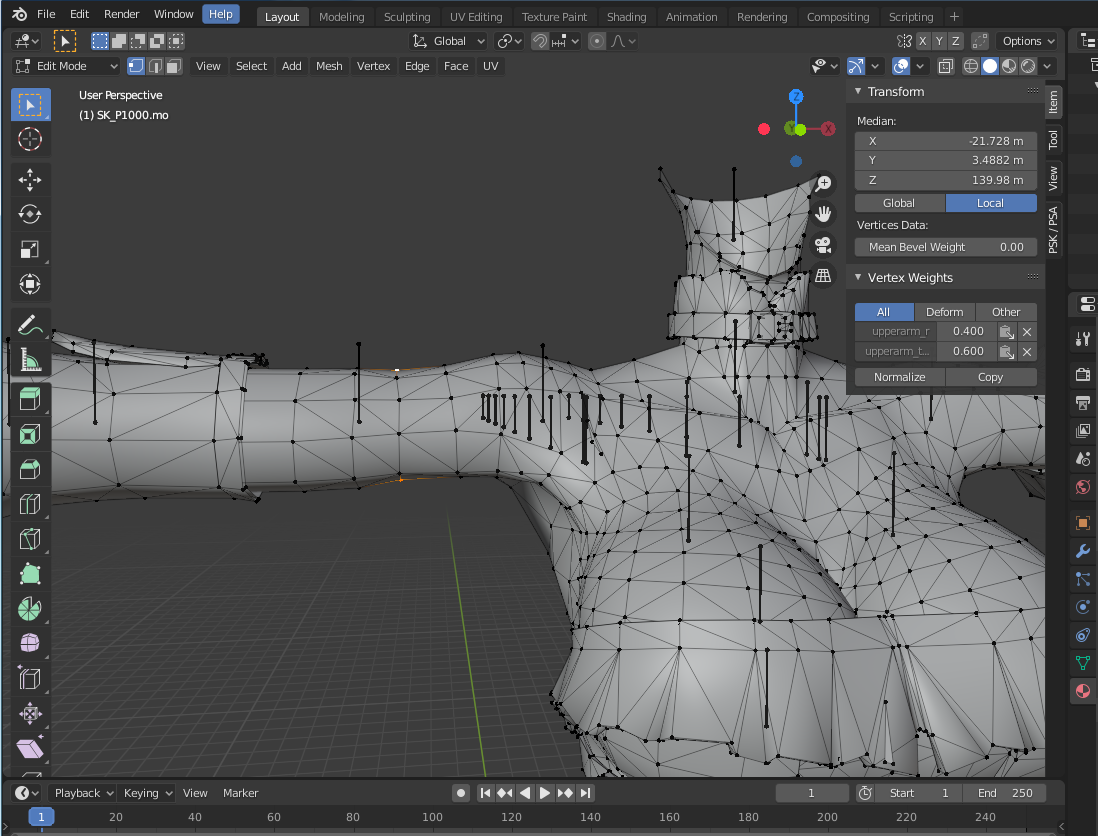 File Edit Render Window Help Layout Modeling Sculpting UV Editing Texture Paint Shading Animation Rendering Compositing Scripting +
Global X Y Z Options
Edit Mode View Select Add Mesh Vertex Edge Face UV
User Perspective
(1) SK_P1000.mo
Z
Y
X
Transform
Median:
X -21.728 m
Y 3.4882 m
Z 139.98 m
Global Local
Vertices Data:
Mean Bevel Weight 0.00
Vertex Weights
All Deform Other
upperarm_r 0.400
upperarm_t... 0.600
Normalize Copy
Item
Tool
View
PSK / PSA
Playback Keying View Marker 1 Start 1 End 250
1 20 40 60 80 100 120 140 160 180 200 220 240